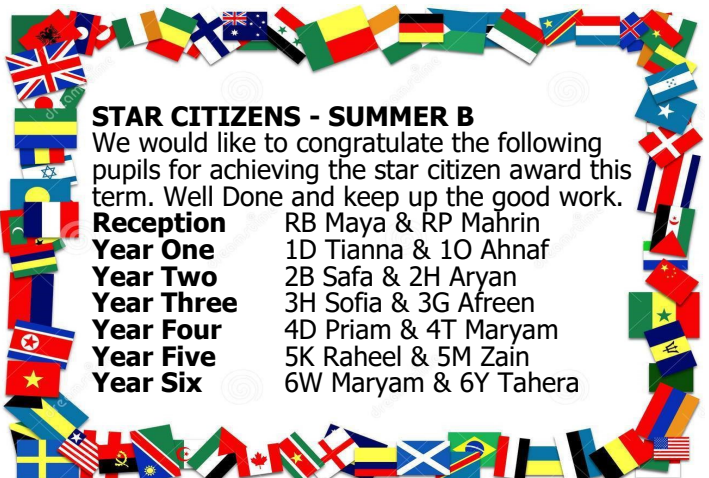 STAR CITIZENS - SUMMER B
We would like to congratulate the following
pupils for achieving the star citizen award this
term. Well Done and keep up the good work.
Reception RB Maya & RP Mahrin
Year One 1D Tianna & 1O Ahnaf
Year Two 2B Safa & 2H Aryan
Year Three 3H Sofia & 3G Afreen
Year Four 4D Priam & 4T Maryam
Year Five 5K Raheel & 5M Zain
Year Six 6W Maryam & 6Y Tahera